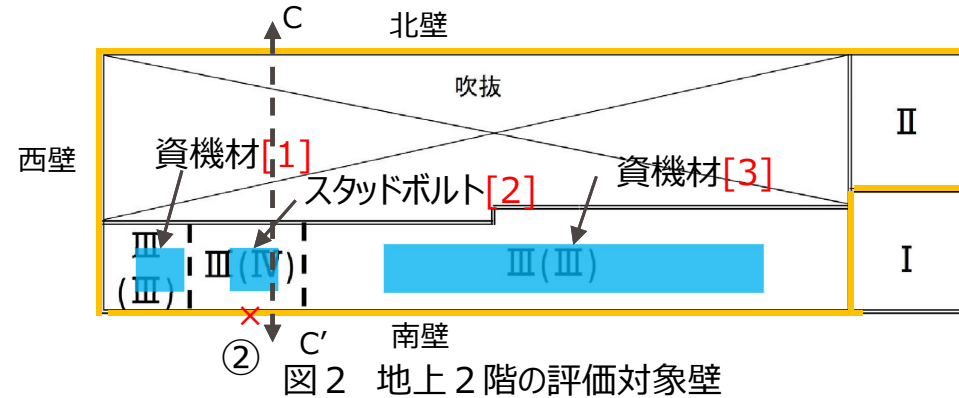 C
北壁
吹抜
Ⅱ
西壁
資機材[1]
スタッドボルト[2]
資機材[3]
Ⅲ
(Ⅲ)
Ⅲ(Ⅳ)
Ⅲ(Ⅲ)
Ⅰ
×
②
C’
南壁
図2 地上2階の評価対象壁